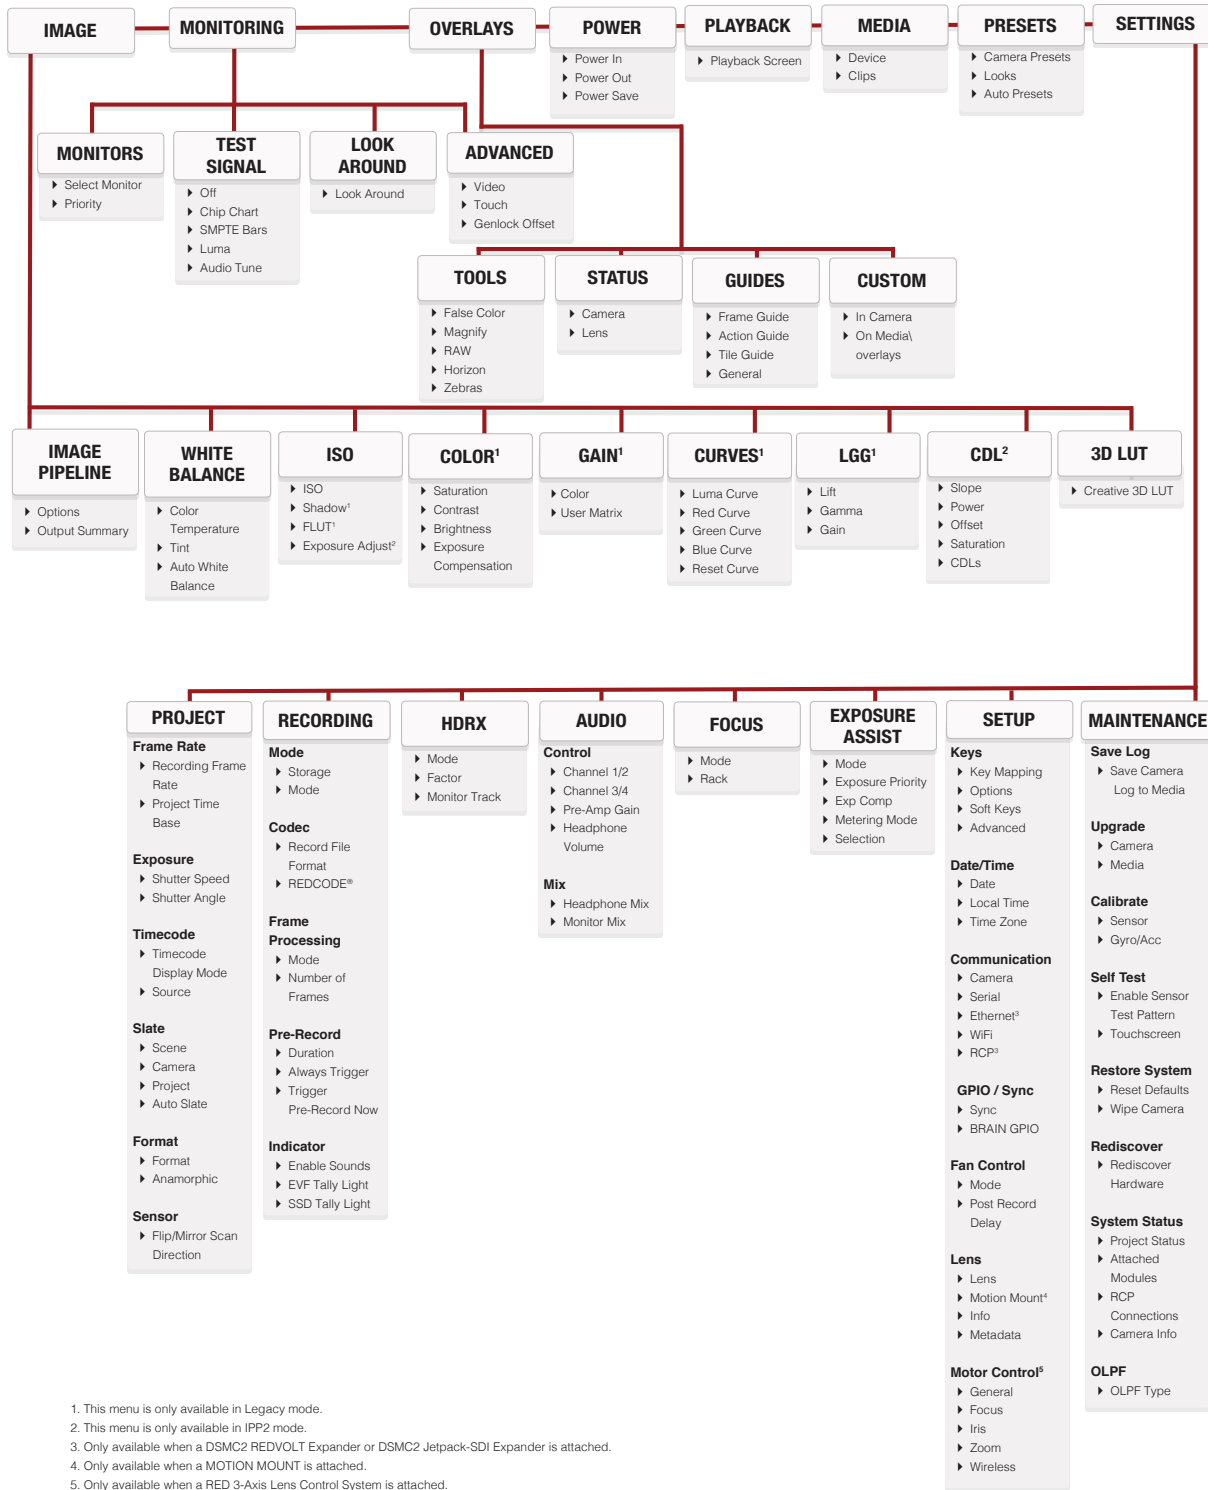 IMAGE
MONITORING
OVERLAYS
POWER
Power In
Power Out
Power Save
PLAYBACK
Playback Screen
MEDIA
Device
Clips
PRESETS
Camera Presets
Looks
Auto Presets
SETTINGS
MONITORS
Select Monitor
Priority
TEST
SIGNAL
Off
Chip Chart
SMPTE Bars
Luma
Audio Tune
LOOK
AROUND
Look Around
ADVANCED
Video
Touch
Genlock Offset
TOOLS
False Color
Magnify
RAW
Horizon
Zebras
STATUS
Camera
Lens
GUIDES
Frame Guide
Action Guide
Tile Guide
General
CUSTOM
In Camera
On Media\
overlays
IMAGE
PIPELINE
Options
Output Summary
WHITE
BALANCE
Color
Temperature
Tint
Auto White
Balance
ISO
ISO
Shadow¹
FLUT¹
Exposure Adjust²
COLOR¹
Saturation
Contrast
Brightness
Exposure
Compensation
GAIN¹
Color
User Matrix
CURVES¹
Luma Curve
Red Curve
Green Curve
Blue Curve
Reset Curve
LGG¹
Lift
Gamma
Gain
CDL²
Slope
Power
Offset
Saturation
CDLs
3D LUT
Creative 3D LUT
PROJECT
Frame Rate
Recording Frame
Rate
Project Time
Base
Exposure
Shutter Speed
Shutter Angle
Timecode
Timecode
Display Mode
Source
Slate
Scene
Camera
Project
Auto Slate
Format
Format
Anamorphic
Sensor
Flip/Mirror Scan
Direction
RECORDING
Mode
Storage
Mode
Codec
Record File
Format
REDCODE®
Frame
Processing
Mode
Number of
Frames
Pre-Record
Duration
Always Trigger
Trigger
Pre-Record Now
Indicator
Enable Sounds
EVF Tally Light
SSD Tally Light
HDRX
Mode
Factor
Monitor Track
AUDIO
Control
Channel 1/2
Channel 3/4
Pre-Amp Gain
Headphone
Volume
Mix
Headphone Mix
Monitor Mix
FOCUS
Mode
Rack
EXPOSURE
ASSIST
Mode
Exposure Priority
Exp Comp
Metering Mode
Selection
SETUP
Keys
Key Mapping
Options
Soft Keys
Advanced
Date/Time
Date
Local Time
Time Zone
Communication
Camera
Serial
Ethernet³
WiFi
RCP³
GPIO / Sync
Sync
BRAIN GPIO
Fan Control
Mode
Post Record
Delay
Lens
Lens
Motion Mount⁴
Info
Metadata
Motor Control⁵
General
Focus
Iris
Zoom
Wireless
MAINTENANCE
Save Log
Save Camera
Log to Media
Upgrade
Camera
Media
Calibrate
Sensor
Gyro/Acc
Self Test
Enable Sensor
Test Pattern
Touchscreen
Restore System
Reset Defaults
Wipe Camera
Rediscover
Rediscover
Hardware
System Status
Project Status
Attached
Modules
RCP
Connections
Camera Info
OLPF
OLPF Type
1. This menu is only available in Legacy mode.
2. This menu is only available in IPP2 mode.
3. Only available when a DSMC2 REDVOLT Expander or DSMC2 Jetpack-SDI Expander is attached.
4. Only available when a MOTION MOUNT is attached.
5. Only available when a RED 3-Axis Lens Control System is attached.